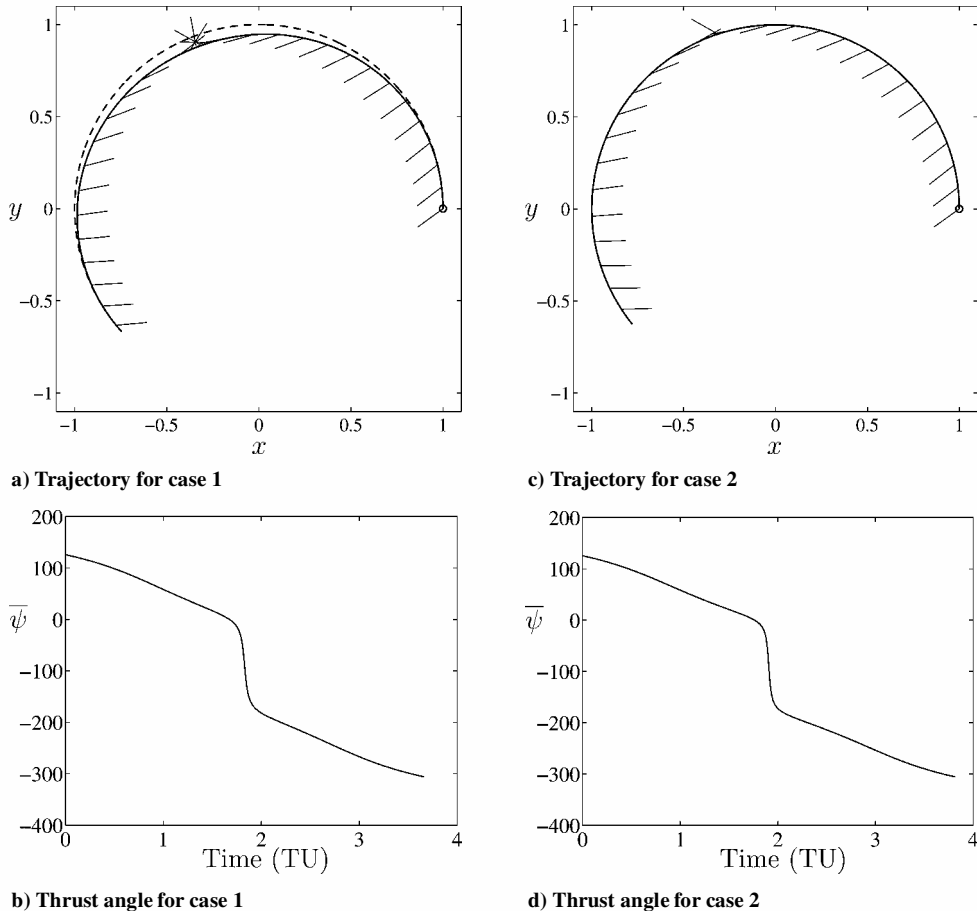 1
0.5
y
0
−0.5
−1
−1 −0.5 0 0.5 1
x
a) Trajectory for case 1
1
0.5
y
0
−0.5
−1
−1 −0.5 0 0.5 1
x
c) Trajectory for case 2
200
100
0
ψ̅
−100
−200
−300
−400
0 1 2 3 4
Time (TU)
b) Thrust angle for case 1
200
100
0
ψ̅
−100
−200
−300
−400
0 1 2 3 4
Time (TU)
d) Thrust angle for case 2